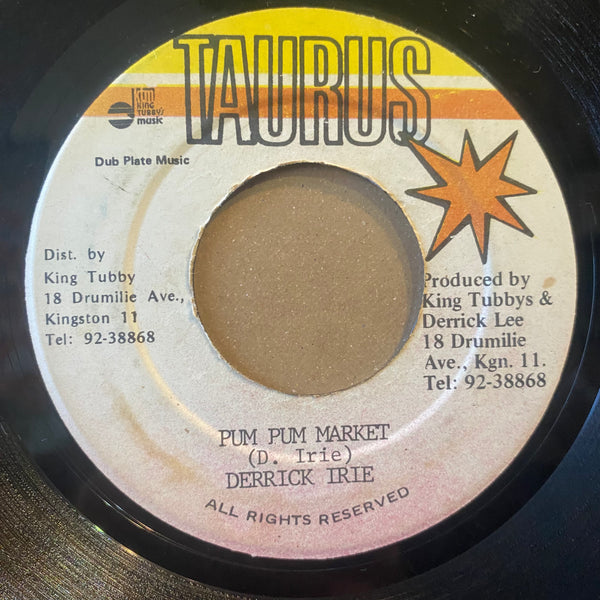 TAURUS
KTM
KING
TUBBY'S
music
Dub Plate Music
Dist. by
King Tubby
18 Drumilie Ave.,
Kingston 11
Tel: 92-38868
Produced by
King Tubbys &
Derrick Lee
18 Drumilie
Ave., Kgn. 11.
Tel: 92-38868
PUM PUM MARKET
(D. Irie)
DERRICK IRIE
ALL RIGHTS RESERVED